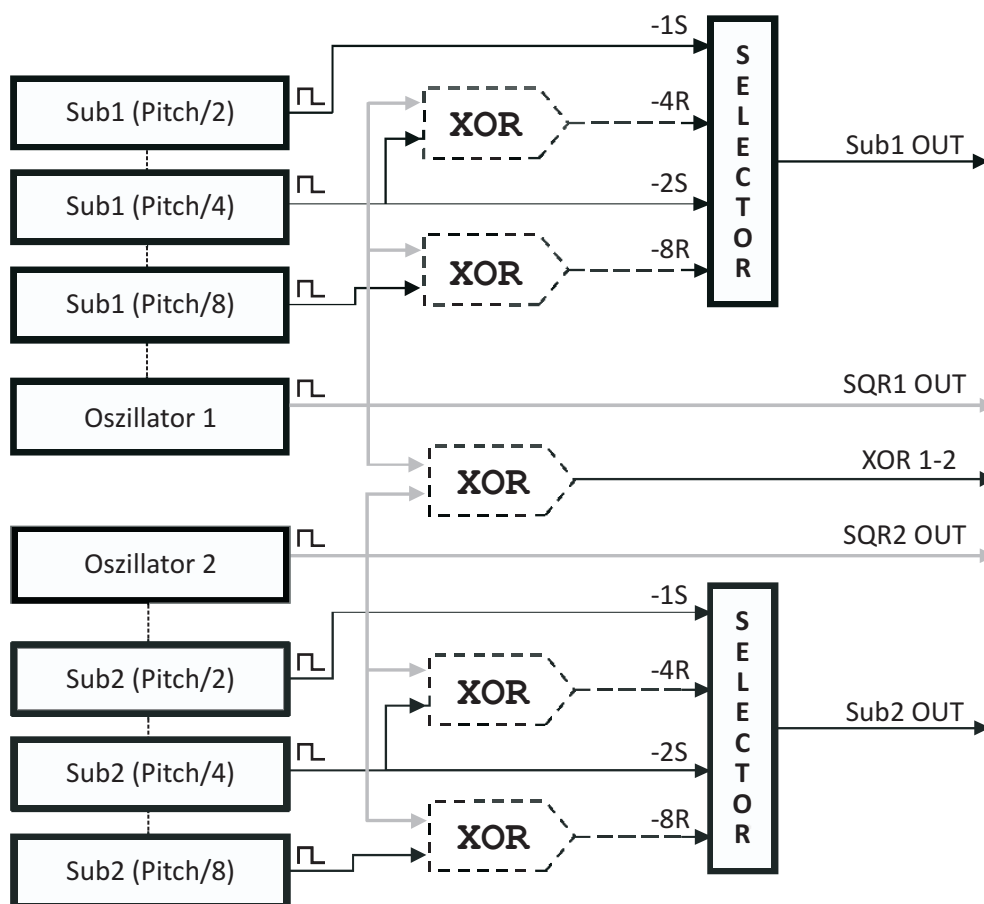 -1S
Sub1 (Pitch/2)
XOR
-4R
Sub1 (Pitch/4)
-2S
Sub1 (Pitch/8)
XOR
-8R
SELECTOR
Sub1 OUT
Oszillator 1
SQR1 OUT
XOR
XOR 1-2
Oszillator 2
SQR2 OUT
-1S
Sub2 (Pitch/2)
XOR
-4R
Sub2 (Pitch/4)
-2S
Sub2 (Pitch/8)
XOR
-8R
SELECTOR
Sub2 OUT